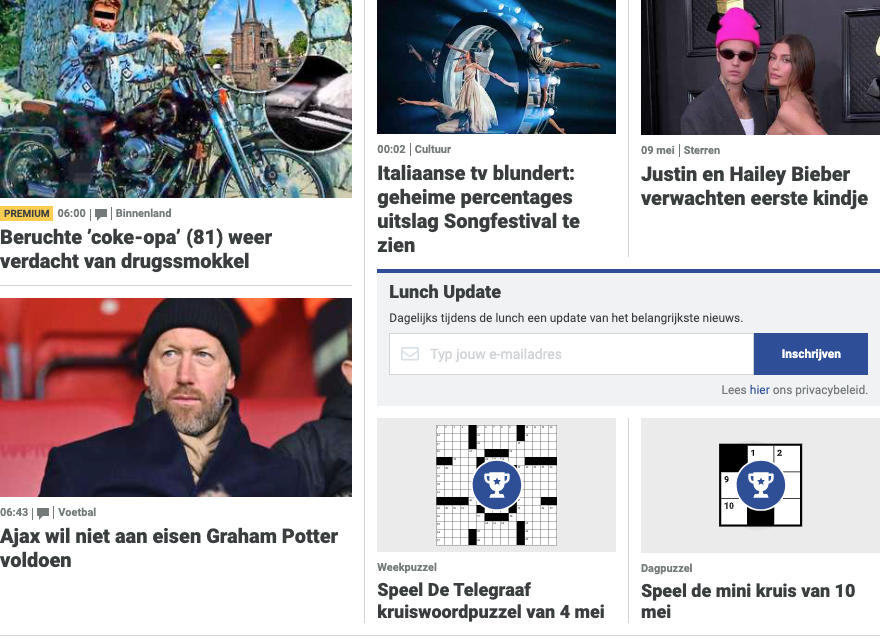 PREMIUM 06:00 | Binnenland
Beruchte ’coke-opa’ (81) weer
verdacht van drugssmokkel
06:43 | Voetbal
Ajax wil niet aan eisen Graham Potter
voldoen
00:02 | Cultuur
Italiaanse tv blundert:
geheime percentages
uitslag Songfestival te
zien
09 mei | Sterren
Justin en Hailey Bieber
verwachten eerste kindje
Lunch Update
Dagelijks tijdens de lunch een update van het belangrijkste nieuws.
Typ jouw e-mailadres
Inschrijven
Lees hier ons privacybeleid.
Weekpuzzel
Speel De Telegraaf
kruiswoordpuzzel van 4 mei
1 2
9
10
Dagpuzzel
Speel de mini kruis van 10
mei